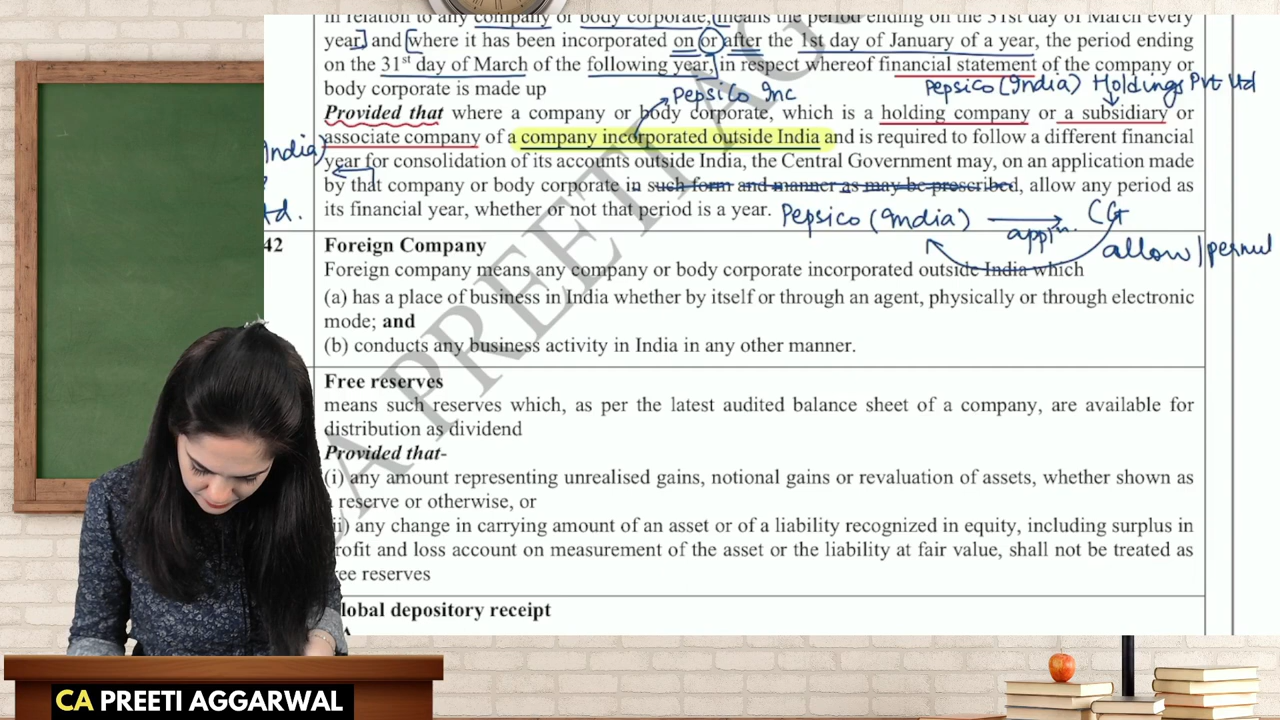 in relation to any company or body corporate, means the period ending on the 31st day of March every
year] and [where it has been incorporated on or after the 1st day of January of a year, the period ending
on the 31st day of March of the following year, in respect whereof financial statement of the company or
body corporate is made up
Pepsico Inc
Pepsico (India) Holdings Pvt Ltd
Provided that where a company or body corporate, which is a holding company or a subsidiary or
associate company of a company incorporated outside India and is required to follow a different financial
India)
year for consolidation of its accounts outside India, the Central Government may, on an application made
by that company or body corporate in such form and manner as may be prescribed, allow any period as
td.
its financial year, whether or not that period is a year.
Pepsico (India) appln. CG
allow/permit
42
Foreign Company
Foreign company means any company or body corporate incorporated outside India which
(a) has a place of business in India whether by itself or through an agent, physically or through electronic
mode; and
(b) conducts any business activity in India in any other manner.
Free reserves
means such reserves which, as per the latest audited balance sheet of a company, are available for
distribution as dividend
Provided that-
(i) any amount representing unrealised gains, notional gains or revaluation of assets, whether shown as
reserve or otherwise, or
ii) any change in carrying amount of an asset or of a liability recognized in equity, including surplus in
rofit and loss account on measurement of the asset or the liability at fair value, shall not be treated as
ree reserves
lobal depository receipt
CA PREETI AG
CA PREETI AGGARWAL